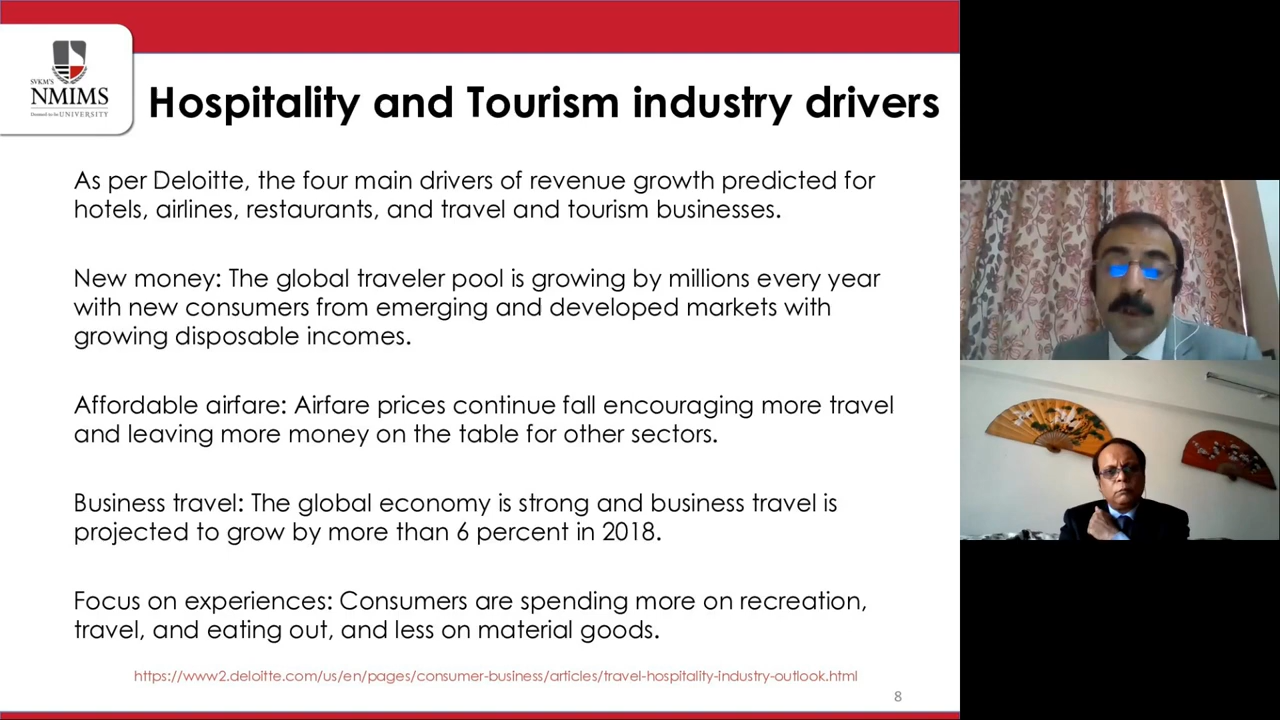 SVKM'S
NMIMS
Deemed to be UNIVERSITY
Hospitality and Tourism industry drivers
As per Deloitte, the four main drivers of revenue growth predicted for
hotels, airlines, restaurants, and travel and tourism businesses.
New money: The global traveler pool is growing by millions every year
with new consumers from emerging and developed markets with
growing disposable incomes.
Affordable airfare: Airfare prices continue fall encouraging more travel
and leaving more money on the table for other sectors.
Business travel: The global economy is strong and business travel is
projected to grow by more than 6 percent in 2018.
Focus on experiences: Consumers are spending more on recreation,
travel, and eating out, and less on material goods.
https://www2.deloitte.com/us/en/pages/consumer-business/articles/travel-hospitality-industry-outlook.html
8